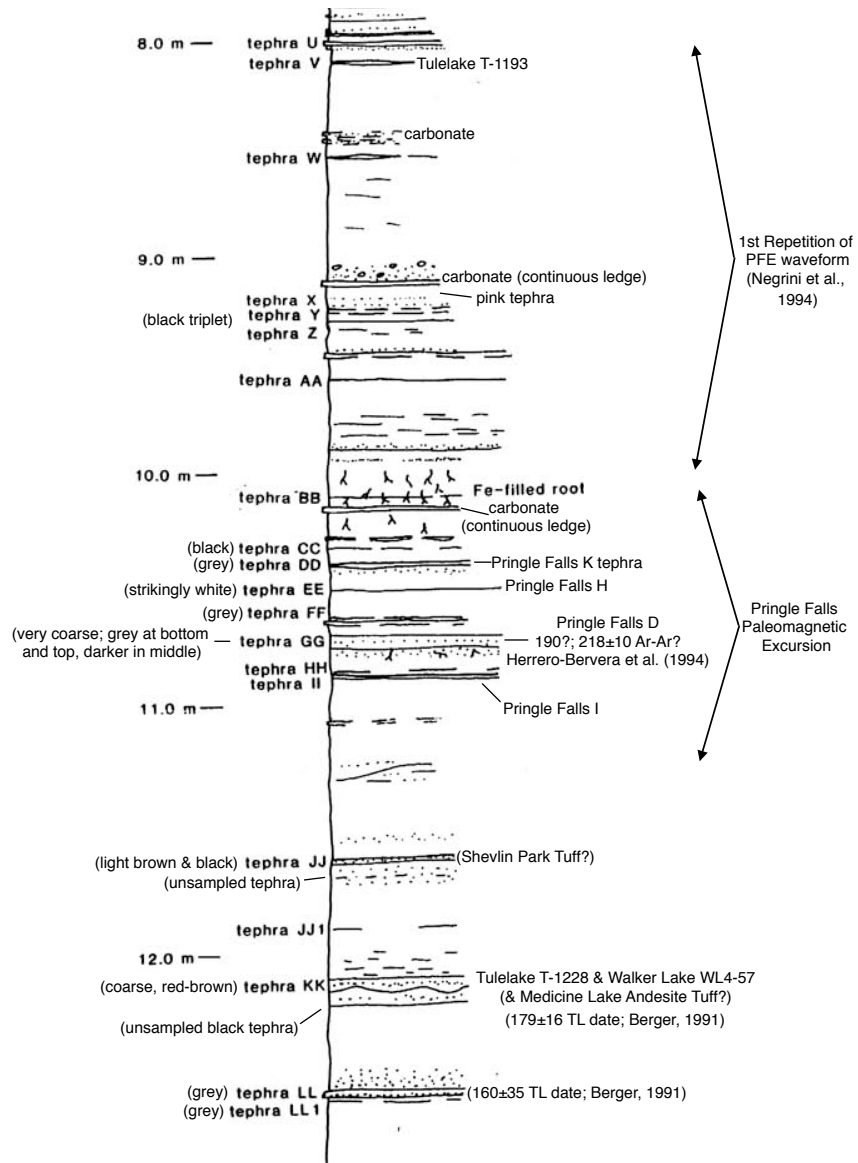 8.0 m
tephra U
tephra V
Tulelake T-1193
carbonate
tephra W
9.0 m
1st Repetition of
PFE waveform
(Negrini et al.,
1994)
carbonate (continuous ledge)
pink tephra
tephra X
(black triplet)
tephra Y
tephra Z
tephra AA
10.0 m
Fe-filled root
tephra BB
carbonate
(continuous ledge)
(black) tephra CC
(grey) tephra DD
Pringle Falls K tephra
(strikingly white) tephra EE
Pringle Falls H
(grey) tephra FF
(very coarse; grey at bottom
and top, darker in middle)
tephra GG
Pringle Falls D
190?; 218±10 Ar-Ar?
Herrero-Bervera et al. (1994)
Pringle Falls
Paleomagnetic
Excursion
tephra HH
tephra II
11.0 m
Pringle Falls I
(light brown & black) tephra JJ
(Shevlin Park Tuff?)
(unsampled tephra)
tephra JJ1
12.0 m
(coarse, red-brown) tephra KK
Tulelake T-1228 & Walker Lake WL4-57
(& Medicine Lake Andesite Tuff?)
(179±16 TL date; Berger, 1991)
(unsampled black tephra)
(grey) tephra LL
(160±35 TL date; Berger, 1991)
(grey) tephra LL1